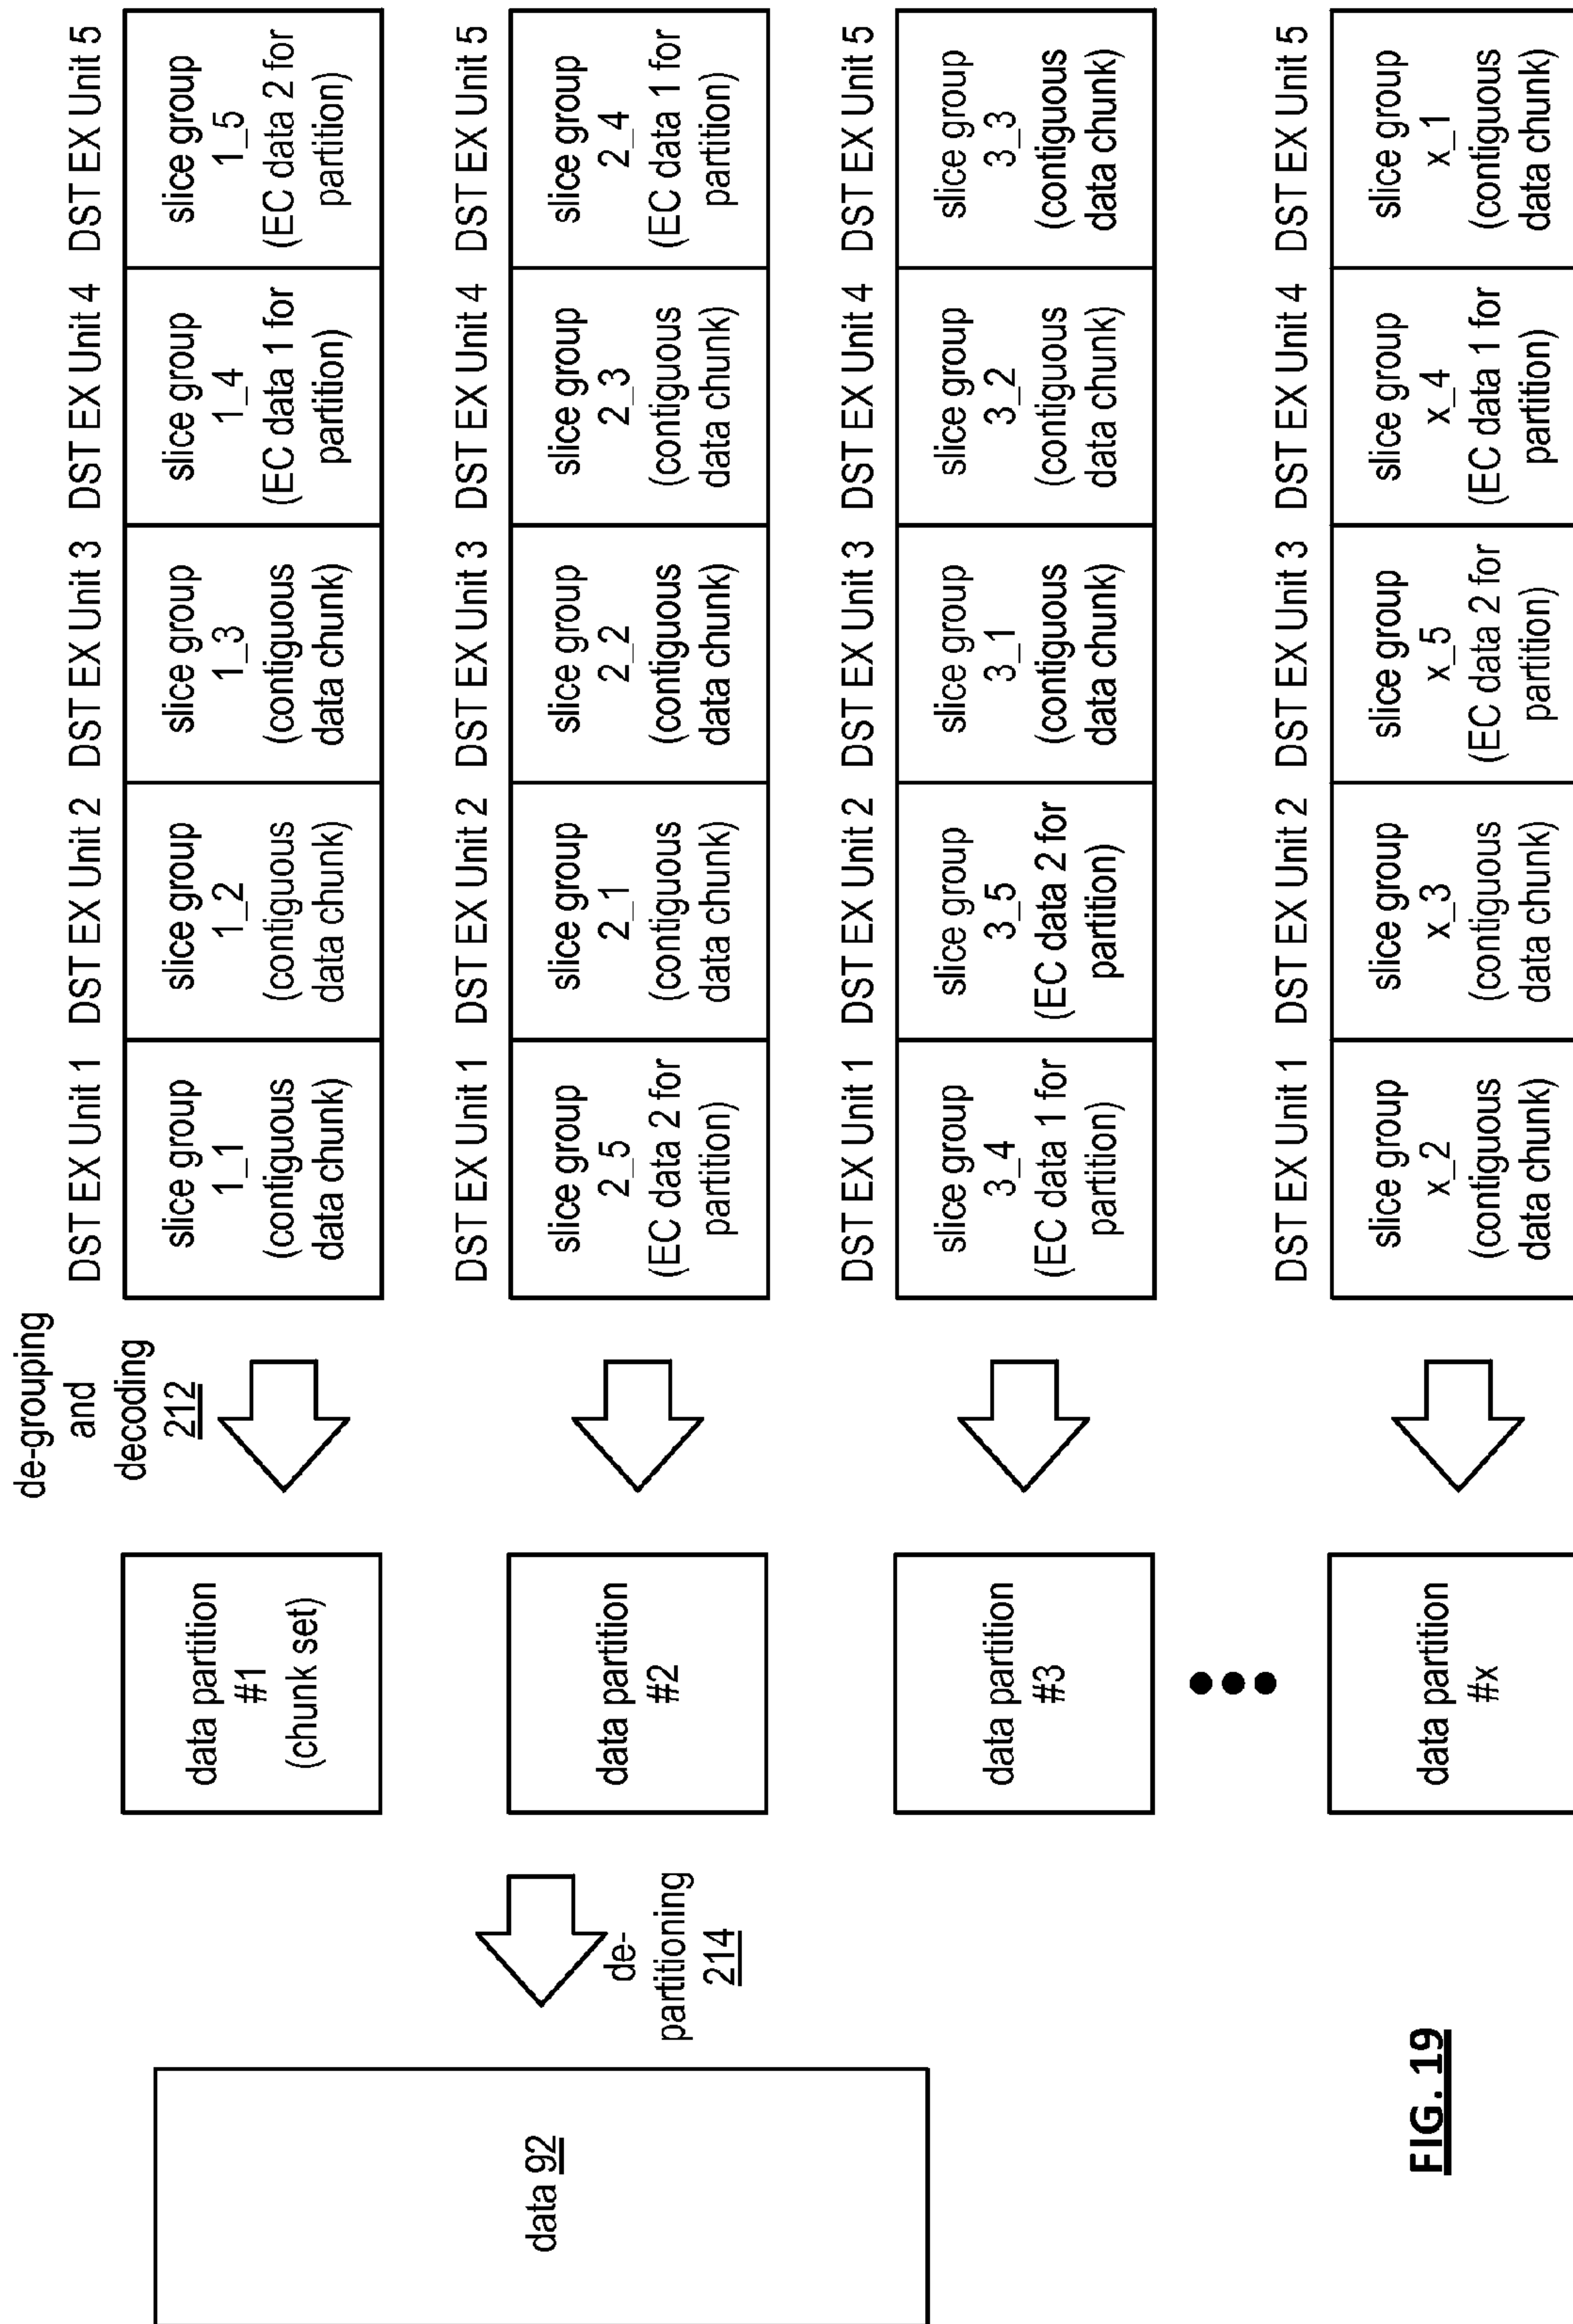 de-grouping
and
decoding
212
DST EX Unit 1 DST EX Unit 2 DST EX Unit 3 DST EX Unit 4 DST EX Unit 5
data partition
#1
(chunk set)
slice group
1_1
(contiguous
data chunk)
slice group
1_2
(contiguous
data chunk)
slice group
1_3
(contiguous
data chunk)
slice group
1_4
(EC data 1 for
partition)
slice group
1_5
(EC data 2 for
partition)
data 92
de-
partitioning
214
DST EX Unit 1 DST EX Unit 2 DST EX Unit 3 DST EX Unit 4 DST EX Unit 5
data partition
#2
slice group
2_5
(EC data 2 for
partition)
slice group
2_1
(contiguous
data chunk)
slice group
2_2
(contiguous
data chunk)
slice group
2_3
(contiguous
data chunk)
slice group
2_4
(EC data 1 for
partition)
DST EX Unit 1 DST EX Unit 2 DST EX Unit 3 DST EX Unit 4 DST EX Unit 5
data partition
#3
slice group
3_4
(EC data 1 for
partition)
slice group
3_5
(EC data 2 for
partition)
slice group
3_1
(contiguous
data chunk)
slice group
3_2
(contiguous
data chunk)
slice group
3_3
(contiguous
data chunk)
DST EX Unit 1 DST EX Unit 2 DST EX Unit 3 DST EX Unit 4 DST EX Unit 5
data partition
#x
slice group
x_2
(contiguous
data chunk)
slice group
x_3
(contiguous
data chunk)
slice group
x_5
(EC data 2 for
partition)
slice group
x_4
(EC data 1 for
partition)
slice group
x_1
(contiguous
data chunk)
FIG. 19